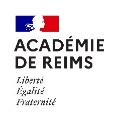 ACADÉMIE
DE REIMS
Liberté
Égalité
Fraternité